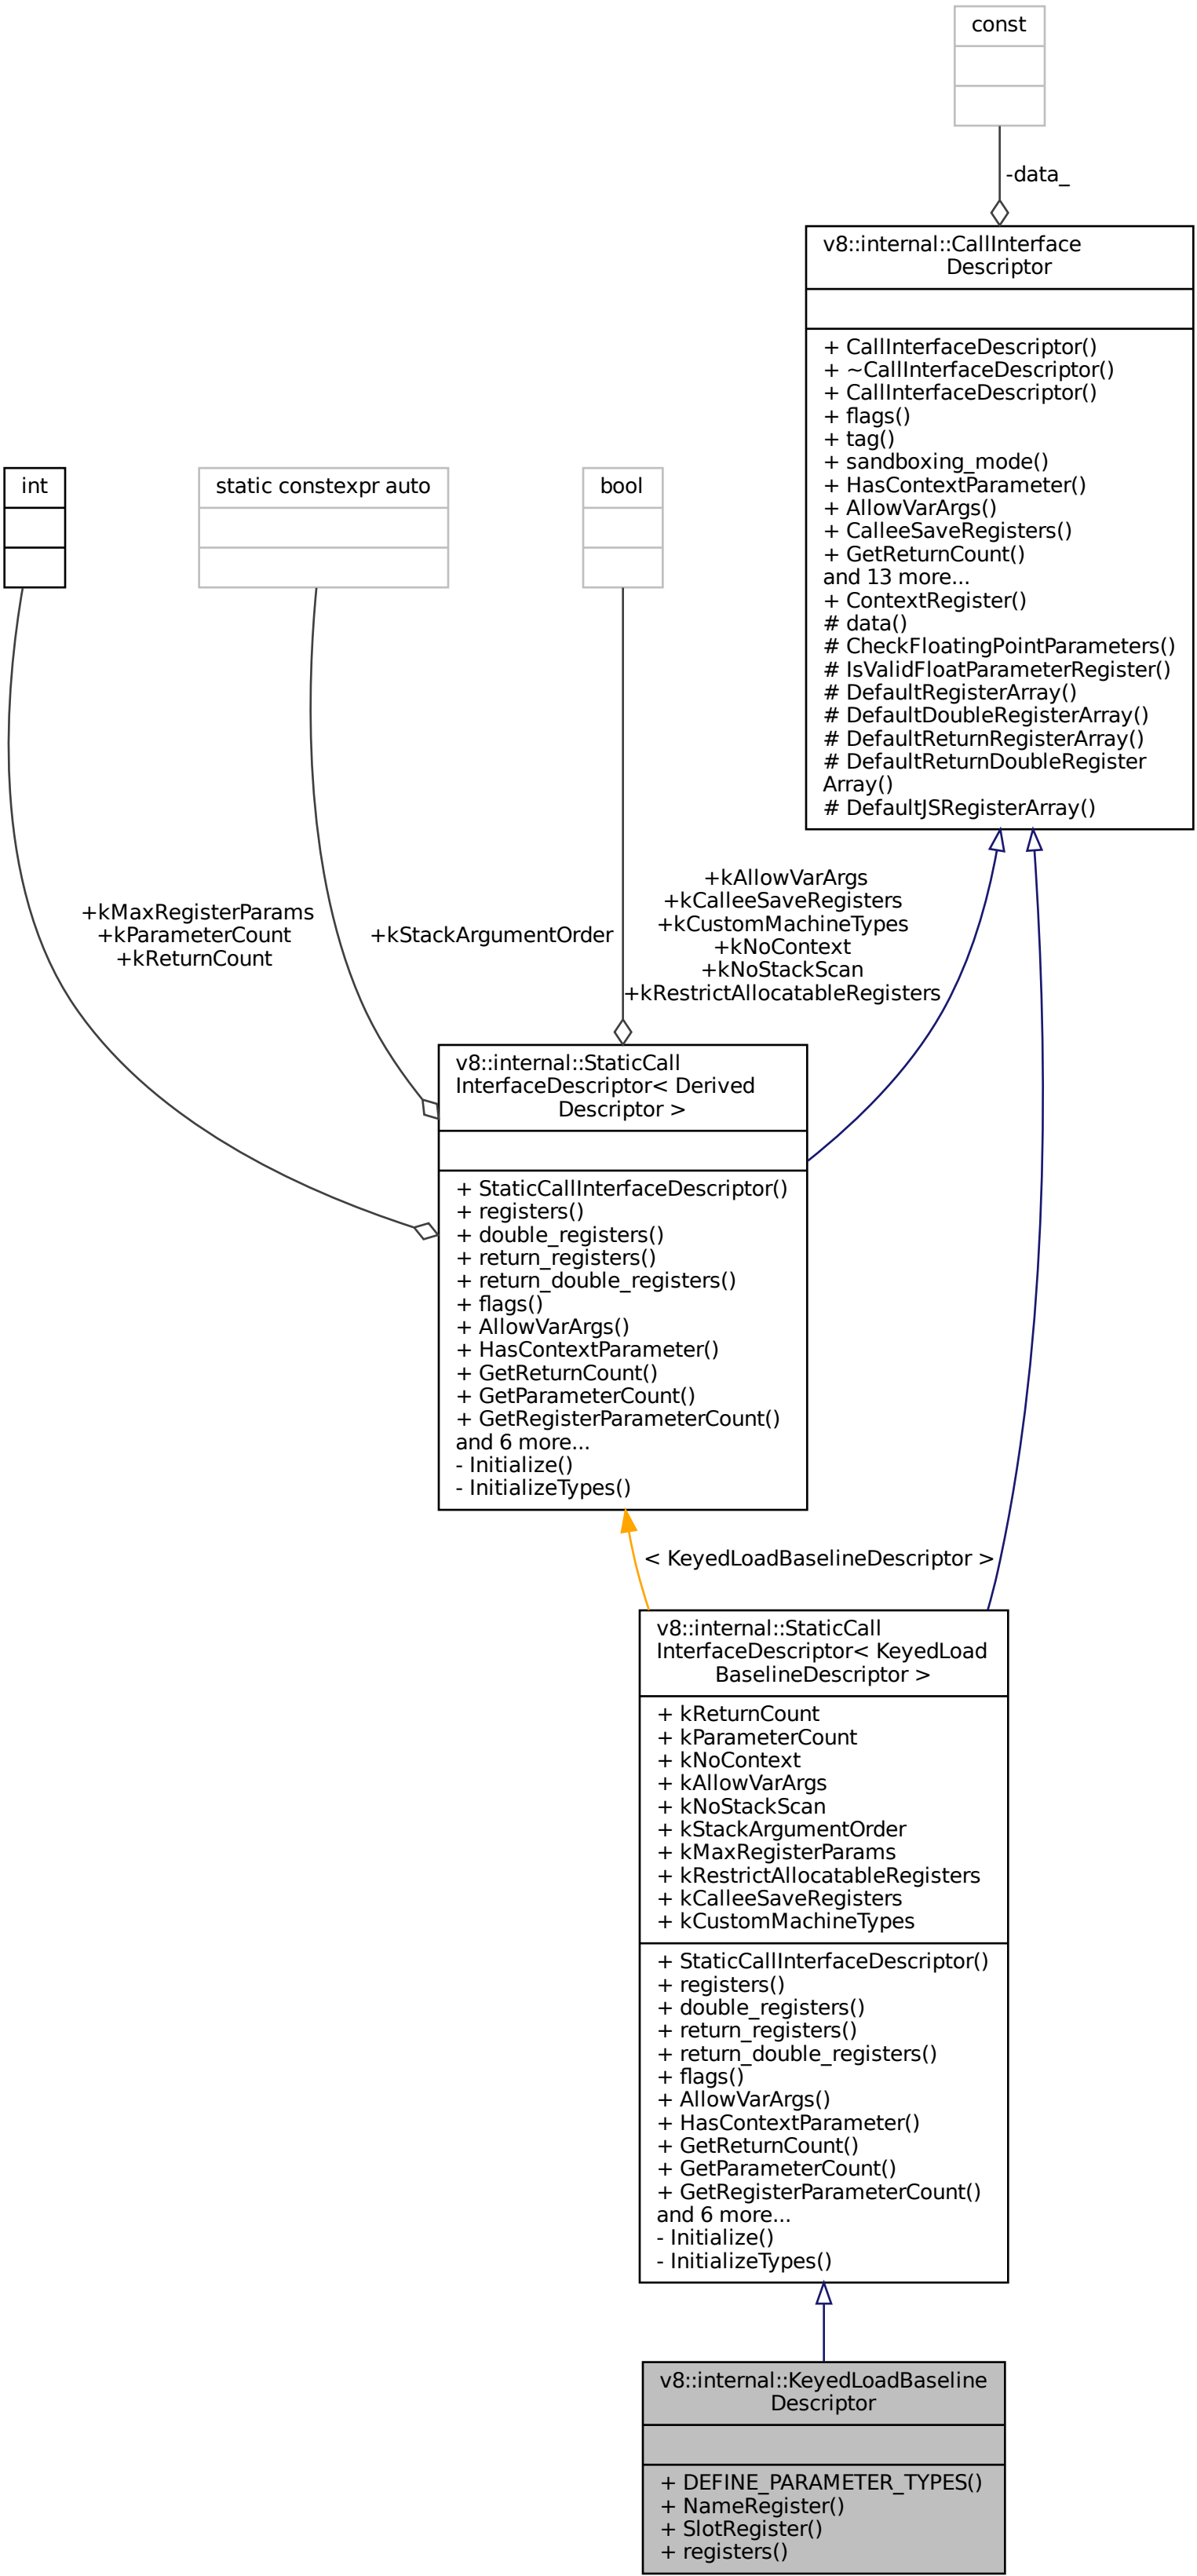 const
-data_
v8::internal::CallInterface
Descriptor
+ CallInterfaceDescriptor()
+ ~CallInterfaceDescriptor()
+ CallInterfaceDescriptor()
+ flags()
+ tag()
+ sandboxing_mode()
+ HasContextParameter()
+ AllowVarArgs()
+ CalleeSaveRegisters()
+ GetReturnCount()
and 13 more...
+ ContextRegister()
# data()
# CheckFloatingPointParameters()
# IsValidFloatParameterRegister()
# DefaultRegisterArray()
# DefaultDoubleRegisterArray()
# DefaultReturnRegisterArray()
# DefaultReturnDoubleRegister
Array()
# DefaultJSRegisterArray()
int
static constexpr auto
bool
+kMaxRegisterParams
+kParameterCount
+kReturnCount
+kStackArgumentOrder
+kAllowVarArgs
+kCalleeSaveRegisters
+kCustomMachineTypes
+kNoContext
+kNoStackScan
+kRestrictAllocatableRegisters
v8::internal::StaticCall
InterfaceDescriptor< Derived
Descriptor >
+ StaticCallInterfaceDescriptor()
+ registers()
+ double_registers()
+ return_registers()
+ return_double_registers()
+ flags()
+ AllowVarArgs()
+ HasContextParameter()
+ GetReturnCount()
+ GetParameterCount()
+ GetRegisterParameterCount()
and 6 more...
- Initialize()
- InitializeTypes()
< KeyedLoadBaselineDescriptor >
v8::internal::StaticCall
InterfaceDescriptor< KeyedLoad
BaselineDescriptor >
+ kReturnCount
+ kParameterCount
+ kNoContext
+ kAllowVarArgs
+ kNoStackScan
+ kStackArgumentOrder
+ kMaxRegisterParams
+ kRestrictAllocatableRegisters
+ kCalleeSaveRegisters
+ kCustomMachineTypes
+ StaticCallInterfaceDescriptor()
+ registers()
+ double_registers()
+ return_registers()
+ return_double_registers()
+ flags()
+ AllowVarArgs()
+ HasContextParameter()
+ GetReturnCount()
+ GetParameterCount()
+ GetRegisterParameterCount()
and 6 more...
- Initialize()
- InitializeTypes()
v8::internal::KeyedLoadBaseline
Descriptor
+ DEFINE_PARAMETER_TYPES()
+ NameRegister()
+ SlotRegister()
+ registers()